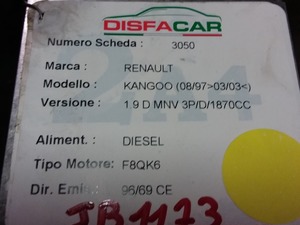 DISFACAR
Numero Scheda : 3050
Marca : RENAULT
Modello : KANGOO (08/97>03/03<)
Versione : 1.9 D MNV 3P/D/1870CC
Aliment. : DIESEL
Tipo Motore: F8QK6
Dir. Emiss.: 96/69 CE
JB1123